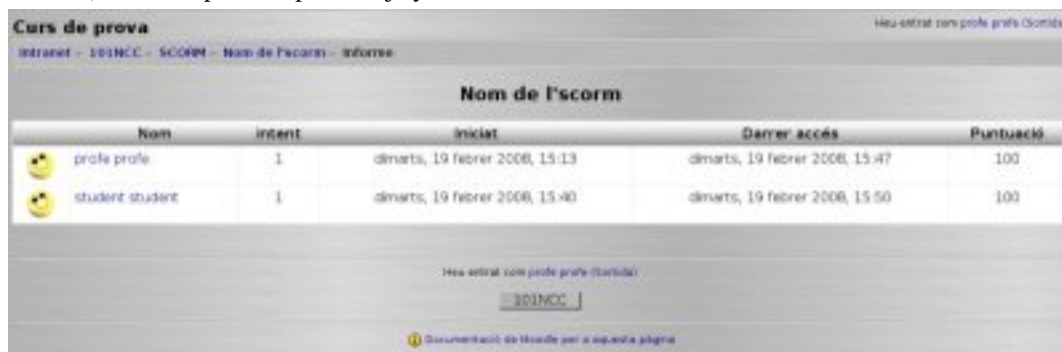 Curs de prova
Heu entrat com profe profe (Sortida)
Intranet - 101NCC - SCORM - Nom de l'scorm - Informe
Nom de l'scorm
Nom intent Iniciat Darrer accés Puntuació
profe profe 1 dimarts, 19 febrer 2008, 15:13 dimarts, 19 febrer 2008, 15:47 100
student student 1 dimarts, 19 febrer 2008, 15:40 dimarts, 19 febrer 2008, 15:50 100
Heu entrat com profe profe (Sortida)
101NCC
Documentació de Moodle per a aquesta pàgina